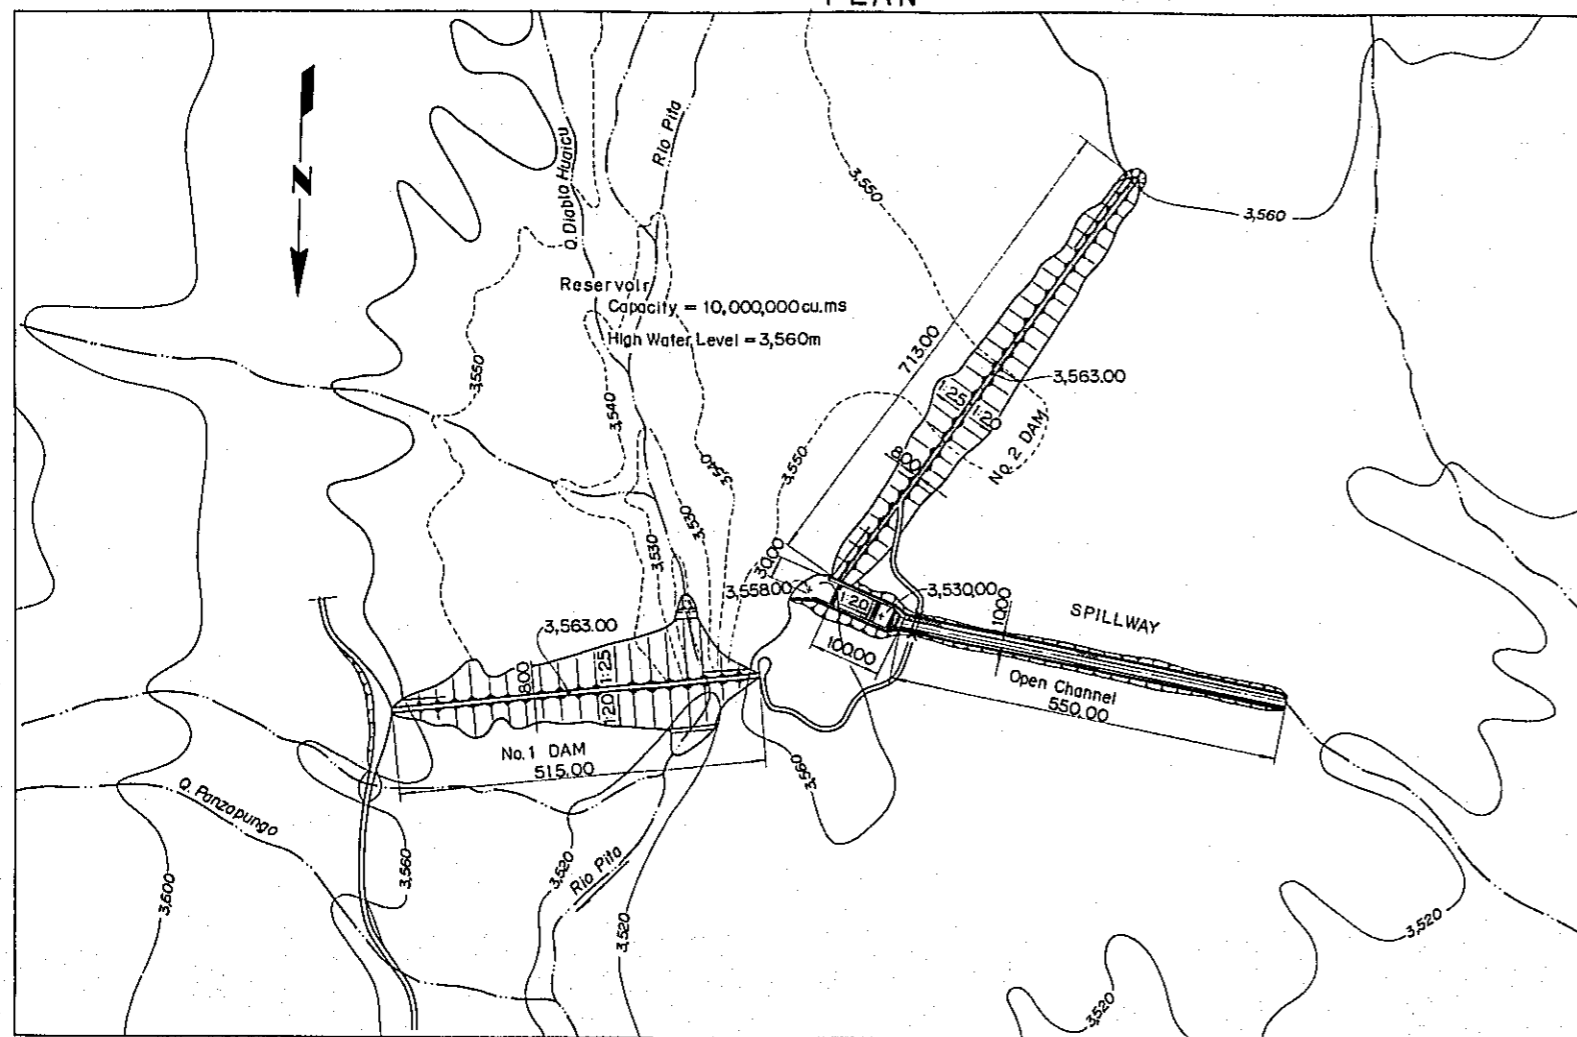 PLAN
N
Q. Diablo Huaicu
Rio Pita
3,550
3,560
Reservoir
Capacity = 10,000,000cu.ms
High Water Level = 3,560m
3,550
3,540
713.00
3,563.00
1:2.5
1:2.0
No. 2 DAM
8.00
3,540
3,550
3,530
3,530
30.00
3,558.00
1:2.0
3,530.00
10.00
SPILLWAY
100.00
Open Channel
550.00
3,563.00
8.00
1:2.5
1:2.0
No. 1 DAM
515.00
3,560
Q. Panzapungo
3,600
3,560
3,520
Rio Pita
3,520
3,520
3,520